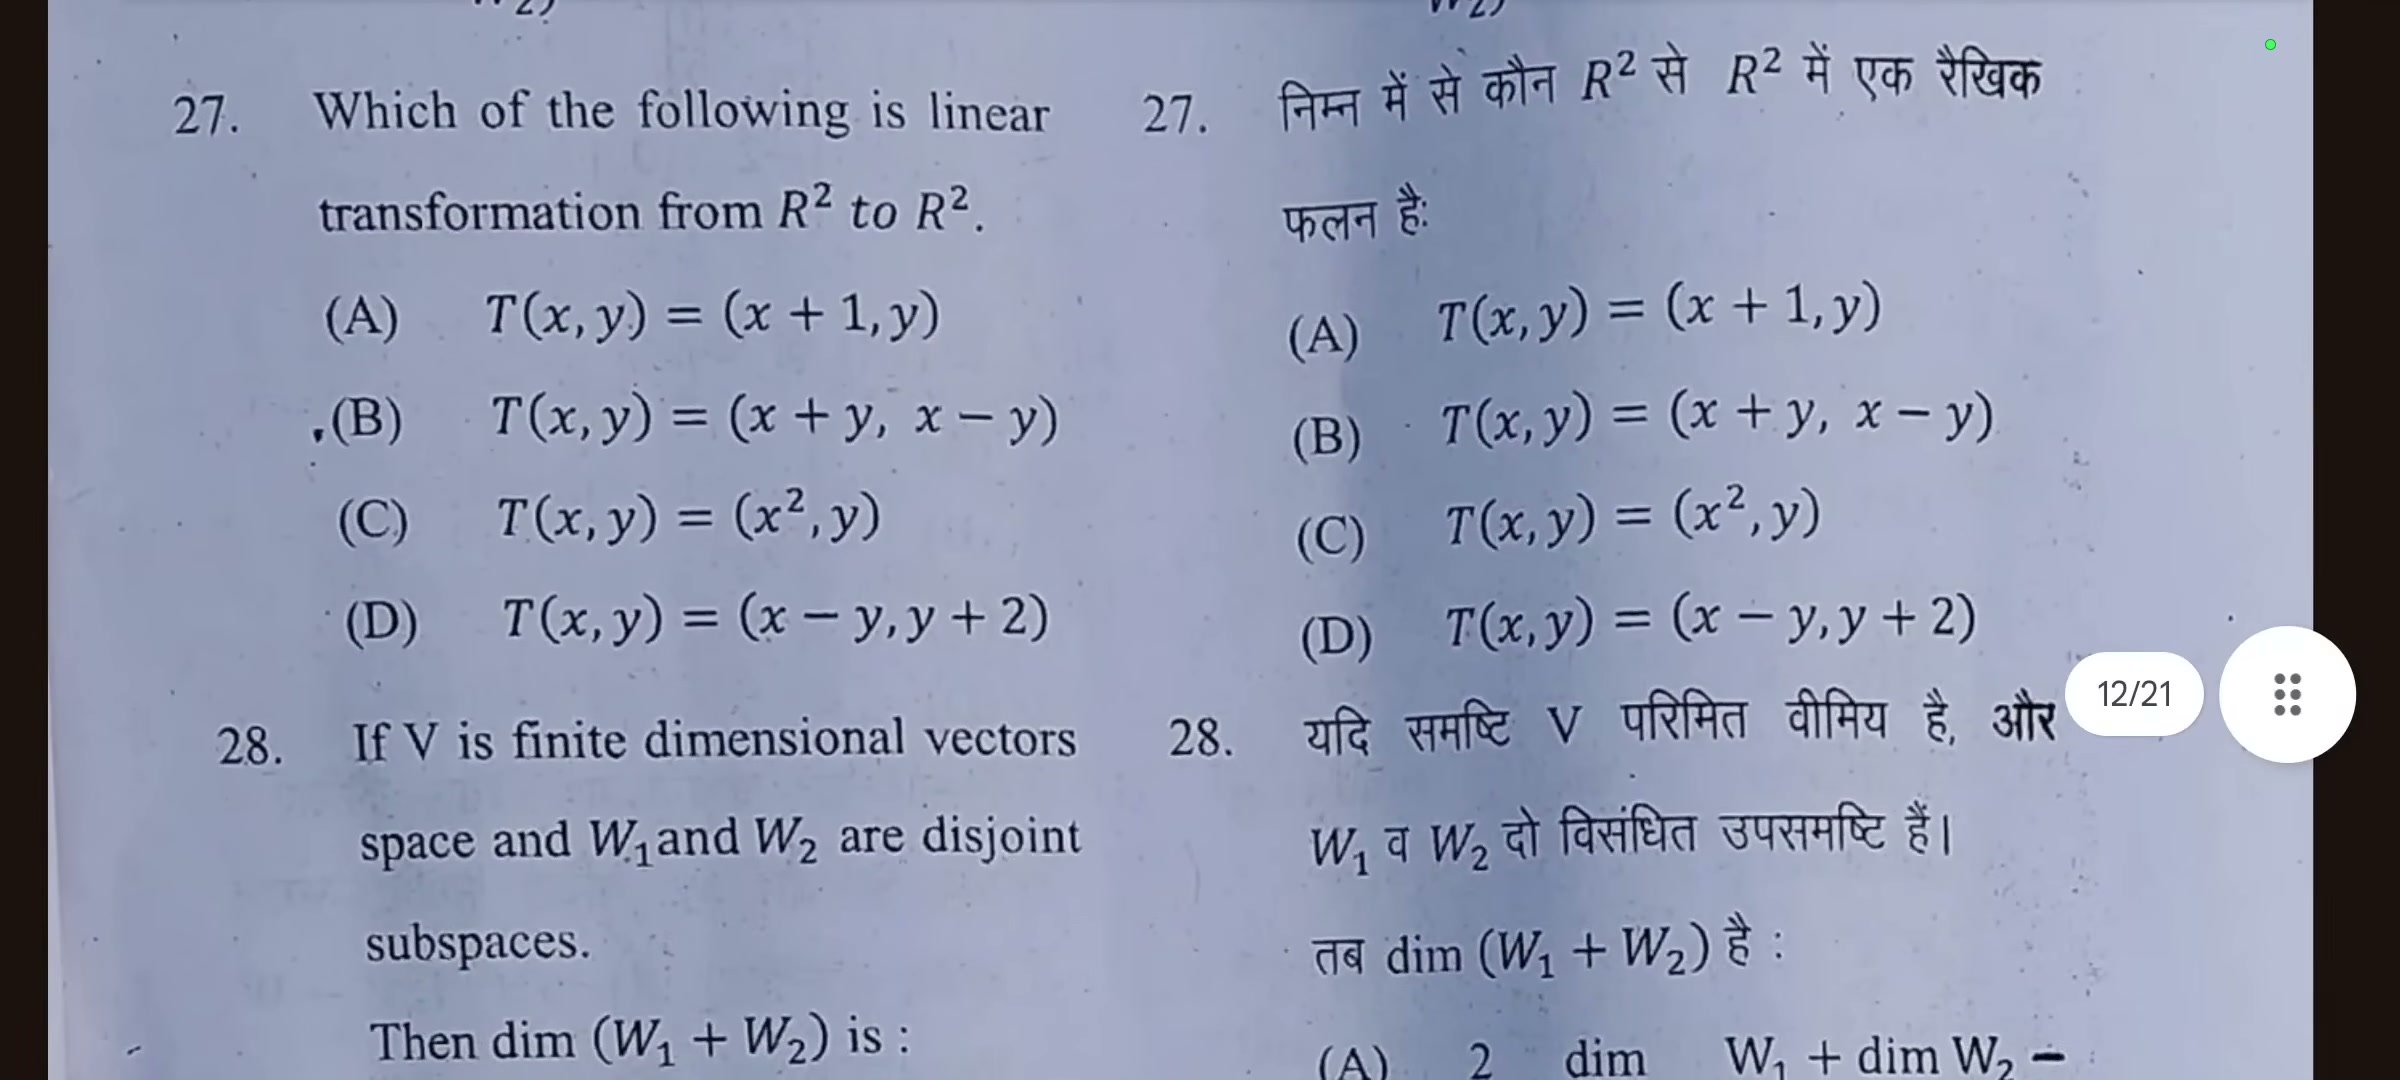 27. Which of the following is linear
transformation from R² to R².
(A) T(x, y) = (x + 1, y)
(B) T(x, y) = (x + y, x − y)
(C) T(x, y) = (x², y)
(D) T(x, y) = (x − y, y + 2)
28. If V is finite dimensional vectors
space and W₁and W₂ are disjoint
subspaces.
Then dim (W₁ + W₂) is :
27. निम्न में से कौन R² से R² में एक रैखिक
फलन है:
(A) T(x, y) = (x + 1, y)
(B) T(x, y) = (x + y, x − y)
(C) T(x, y) = (x², y)
(D) T(x, y) = (x − y, y + 2)
28. यदि समष्टि V परिमित वीमिय है, और
W₁ व W₂ दो विसंधित उपसमष्टि हैं।
तब dim (W₁ + W₂) है :
(A) 2 dim W₁ + dim W₂ −
12/21